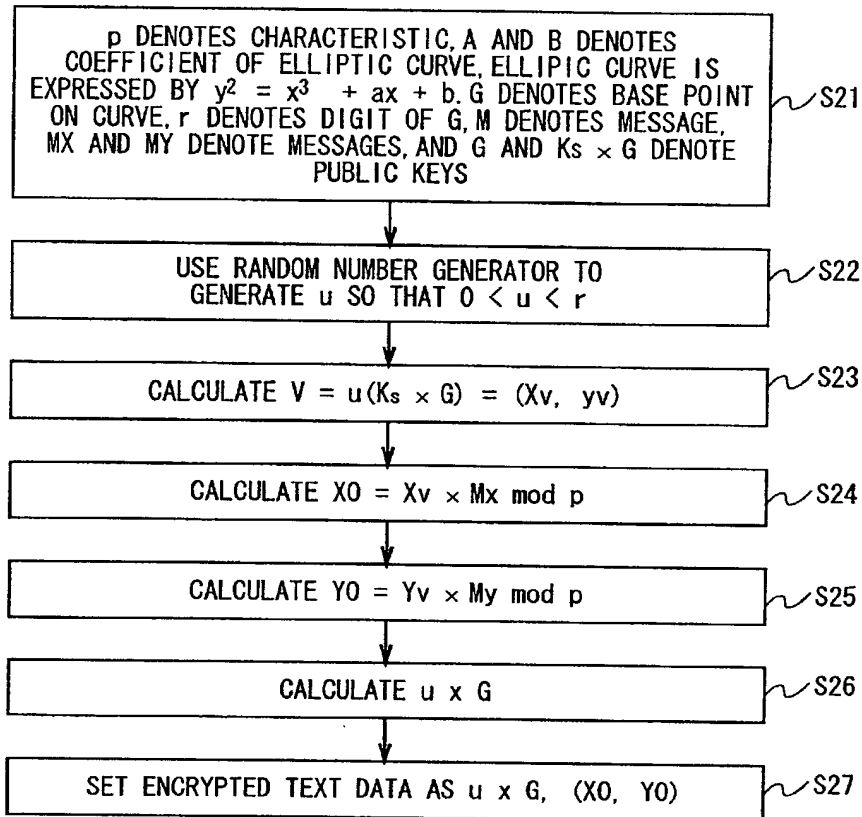 p DENOTES CHARACTERISTIC, A AND B DENOTES
COEFFICIENT OF ELLIPTIC CURVE, ELLIPIC CURVE IS
EXPRESSED BY y² = x³ + ax + b. G DENOTES BASE POINT
ON CURVE, r DENOTES DIGIT OF G, M DENOTES MESSAGE,
MX AND MY DENOTE MESSAGES, AND G AND Ks × G DENOTE
PUBLIC KEYS
S21
USE RANDOM NUMBER GENERATOR TO
GENERATE u SO THAT 0 < u < r
S22
CALCULATE V = u(Ks × G) = (Xv, yv)
S23
CALCULATE X0 = Xv × Mx mod p
S24
CALCULATE Y0 = Yv × My mod p
S25
CALCULATE u x G
S26
SET ENCRYPTED TEXT DATA AS u x G, (X0, Y0)
S27